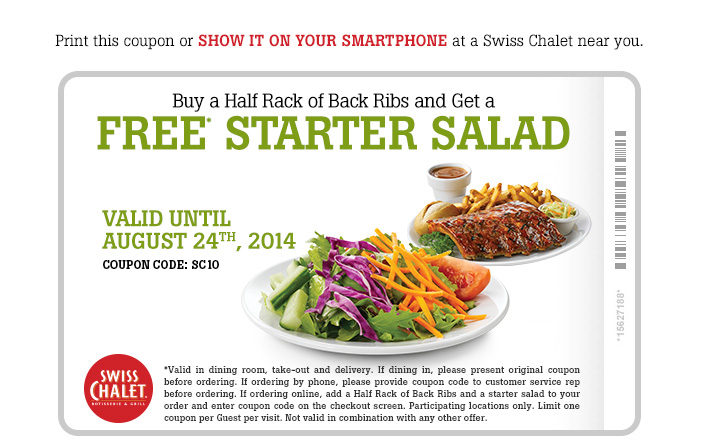 Print this coupon or SHOW IT ON YOUR SMARTPHONE at a Swiss Chalet near you.
Buy a Half Rack of Back Ribs and Get a
FREE* STARTER SALAD
VALID UNTIL
AUGUST 24TH, 2014
COUPON CODE: SC10
*15627188*
SWISS
CHALET.
ROTISSERIE & GRILL
*Valid in dining room, take-out and delivery. If dining in, please present original coupon
before ordering. If ordering by phone, please provide coupon code to customer service rep
before ordering. If ordering online, add a Half Rack of Back Ribs and a starter salad to your
order and enter coupon code on the checkout screen. Participating locations only. Limit one
coupon per Guest per visit. Not valid in combination with any other offer.